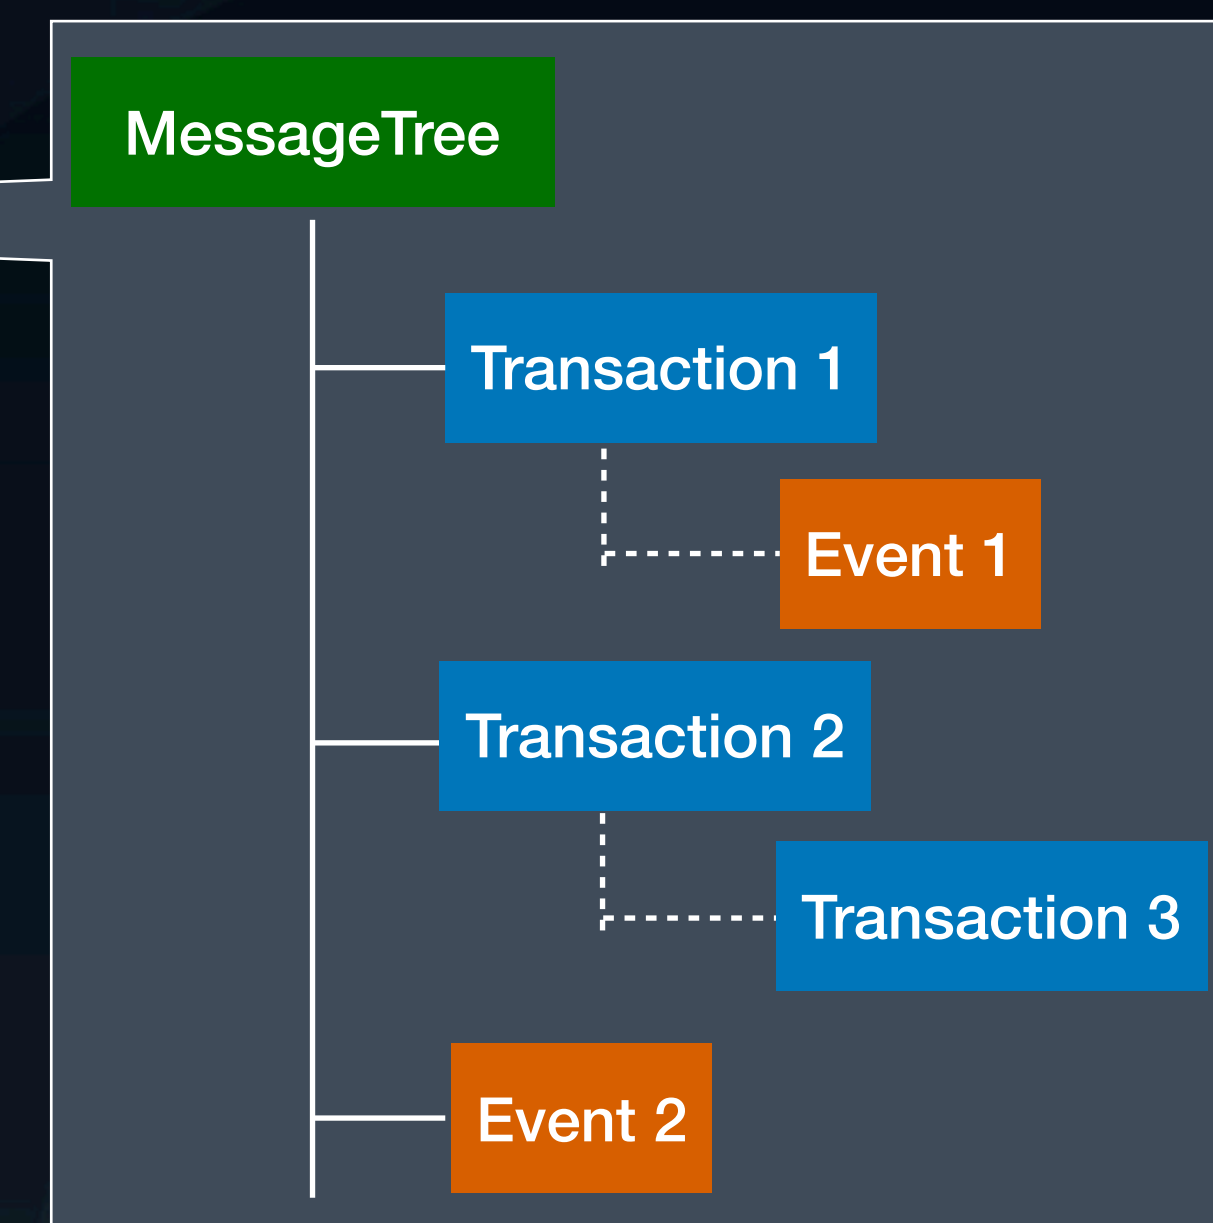 MessageTree
Transaction 1
Event 1
Transaction 2
Transaction 3
Event 2